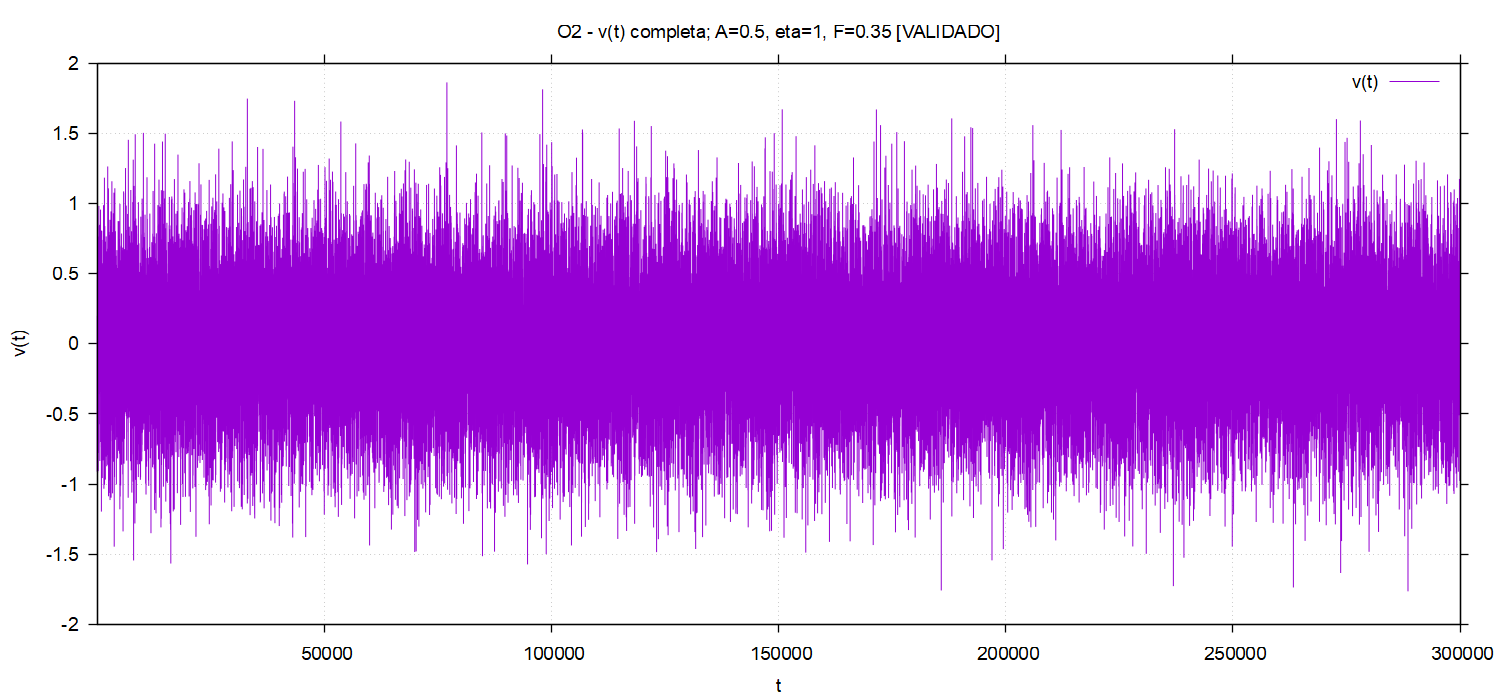 O2 - v(t) completa; A=0.5, eta=1, F=0.35 [VALIDADO]
v(t)
2
1.5
1
0.5
0
-0.5
-1
-1.5
-2
v(t)
50000 100000 150000 200000 250000 300000
t